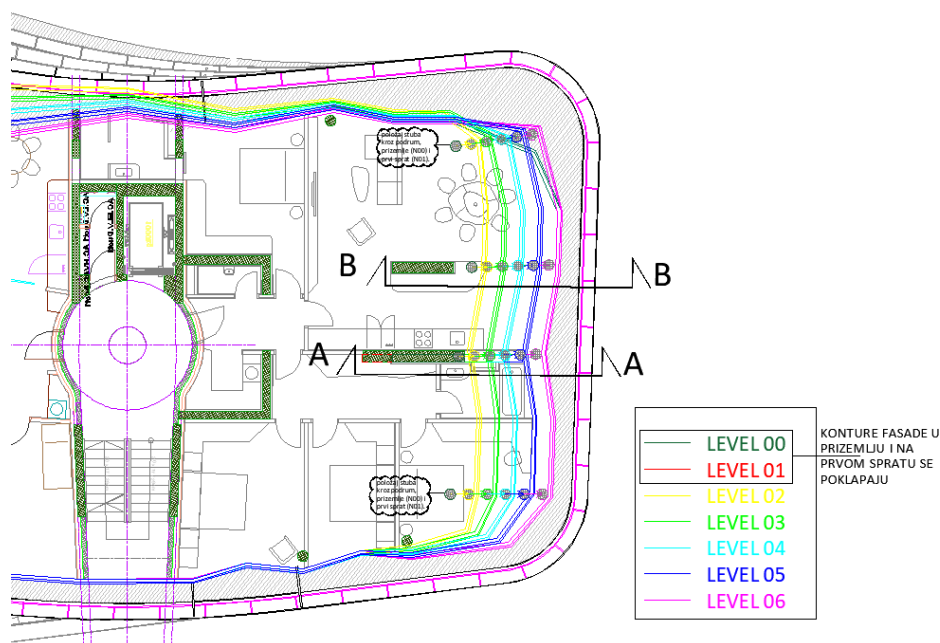 položaj stuba
kroz podrum,
prizemlje (N00) i
prvi sprat (N01).
B
B
A
A
položaj stuba
kroz podrum,
prizemlje (N00) i
prvi sprat (N01).
LEVEL 00
LEVEL 01
LEVEL 02
LEVEL 03
LEVEL 04
LEVEL 05
LEVEL 06
KONTURE FASADE U
PRIZEMLJU I NA
PRVOM SPRATU SE
POKLAPAJU